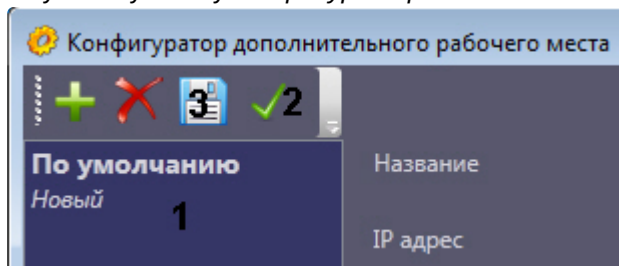 Конфигуратор дополнительного рабочего места
3 2
По умолчанию
Название
Новый
1
IP адрес